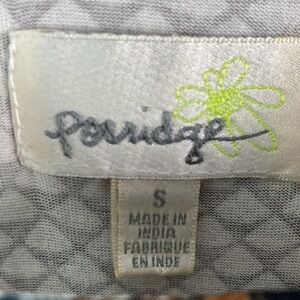 porridge
S
MADE IN
INDIA
FABRIQUE
EN INDE